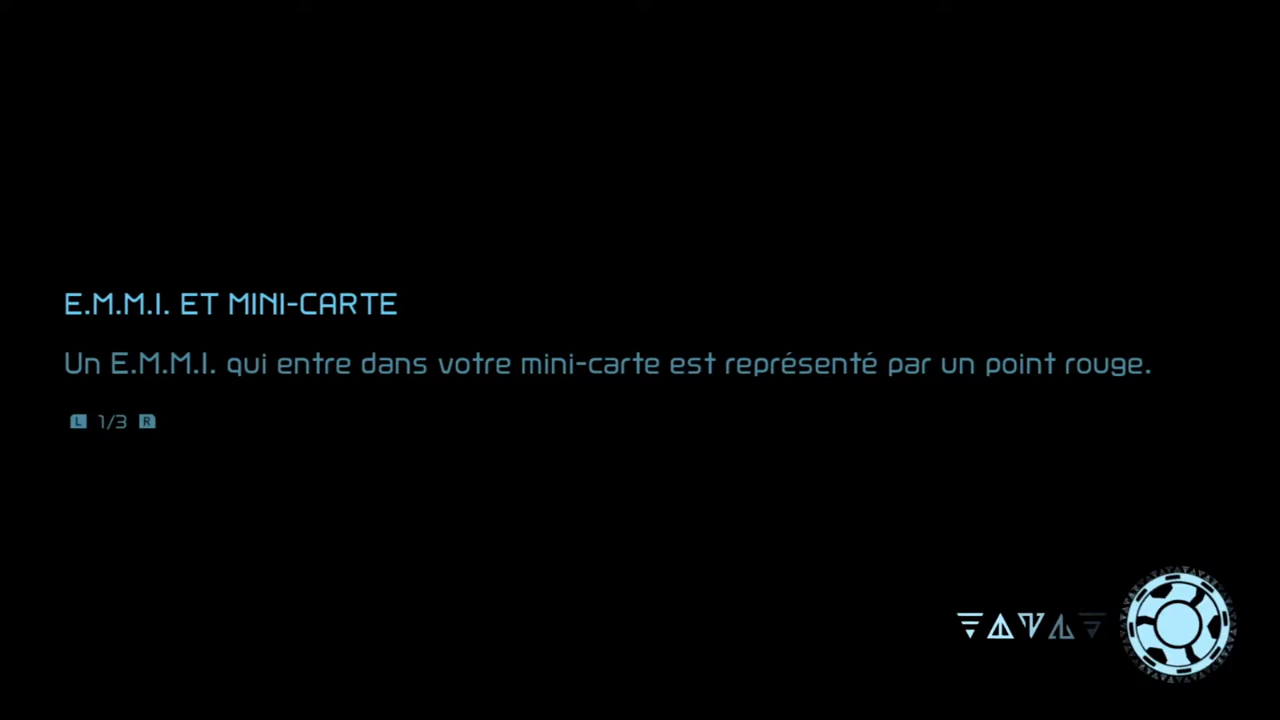 E.M.M.I. ET MINI-CARTE
Un E.M.M.I. qui entre dans votre mini-carte est représenté par un point rouge.
L 1/3 R